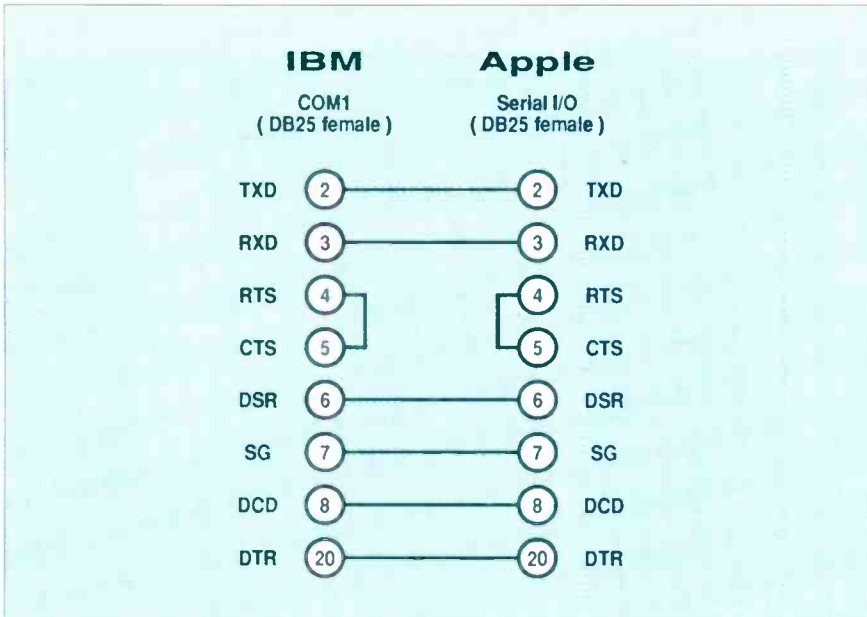 IBM Apple
COM1 Serial I/O
( DB25 female ) ( DB25 female )
TXD 2 2 TXD
RXD 3 3 RXD
RTS 4 4 RTS
CTS 5 5 CTS
DSR 6 6 DSR
SG 7 7 SG
DCD 8 8 DCD
DTR 20 20 DTR